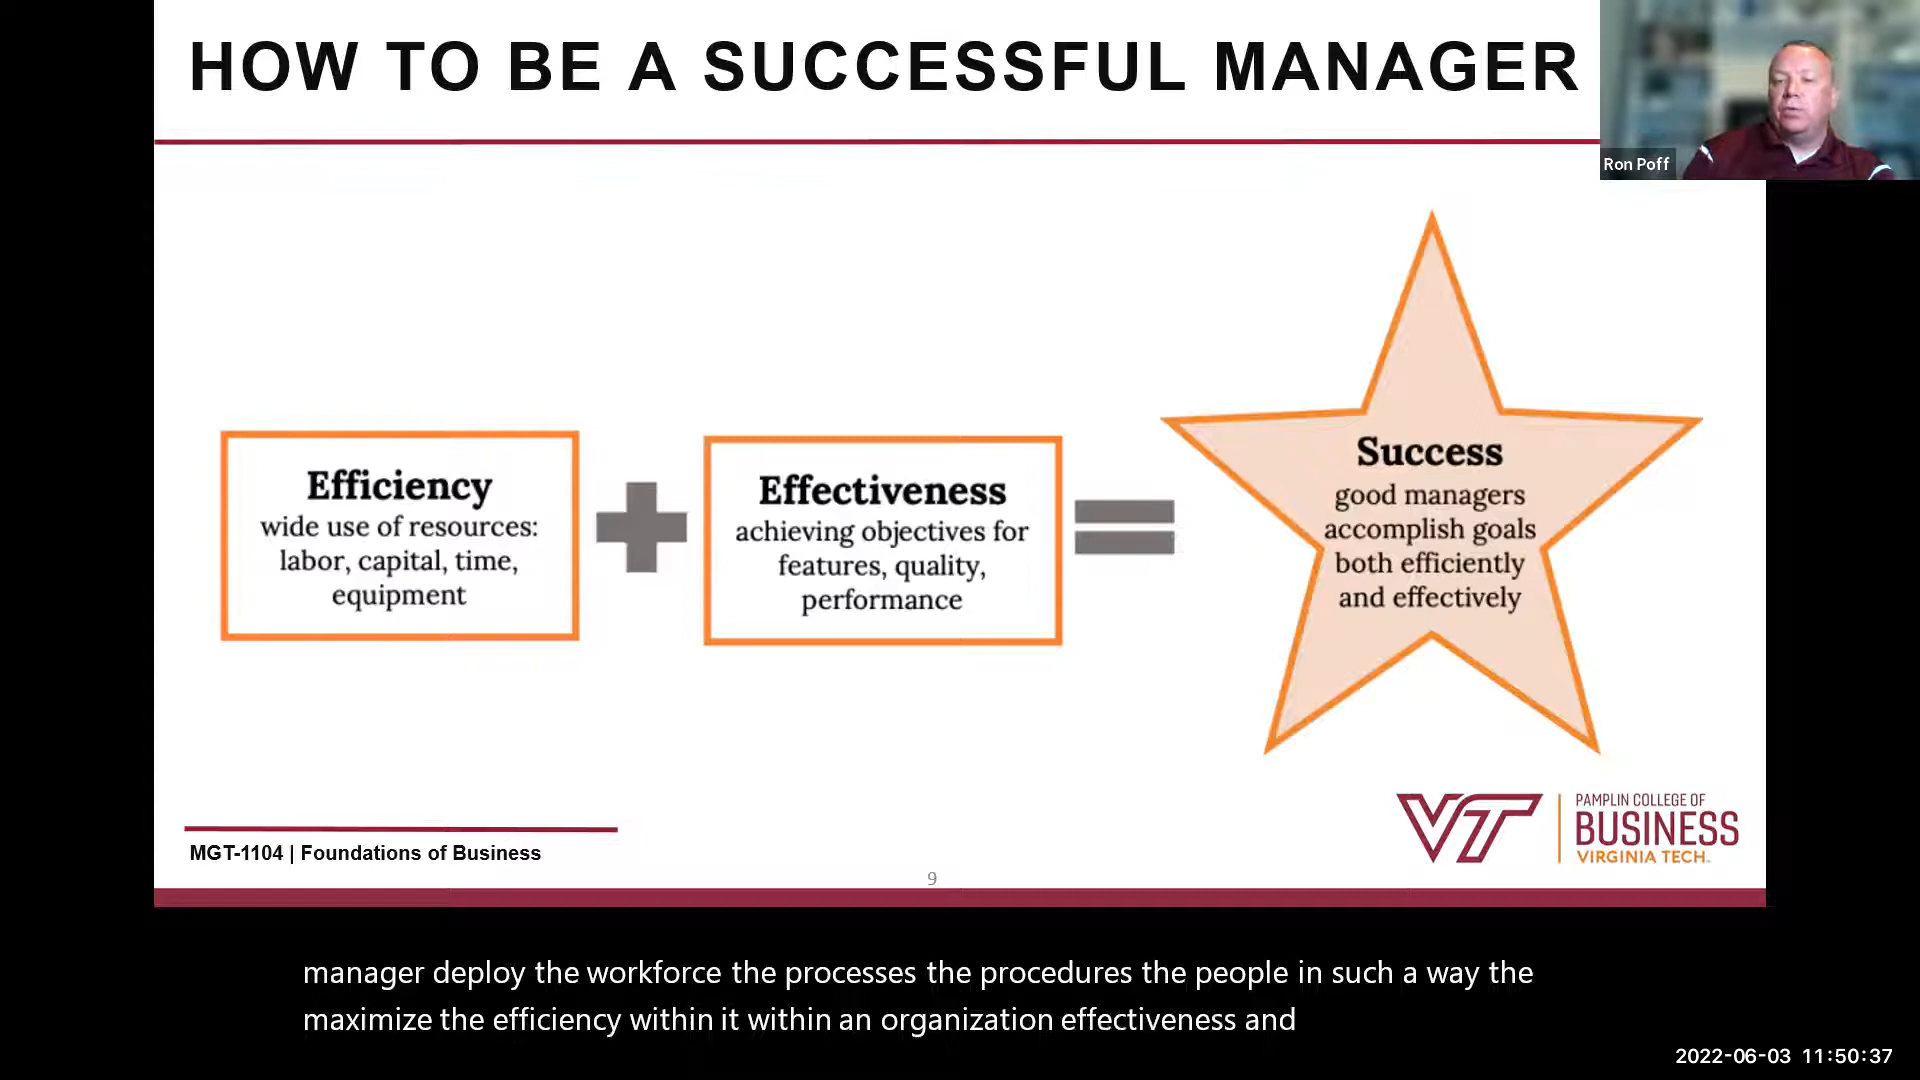 HOW TO BE A SUCCESSFUL MANAGER
Ron Poff
Efficiency
wide use of resources:
labor, capital, time,
equipment
Effectiveness
achieving objectives for
features, quality,
performance
Success
good managers
accomplish goals
both efficiently
and effectively
MGT-1104 | Foundations of Business
9
VT
PAMPLIN COLLEGE OF
BUSINESS
VIRGINIA TECH.
manager deploy the workforce the processes the procedures the people in such a way the
maximize the efficiency within it within an organization effectiveness and
2022-06-03 11:50:37